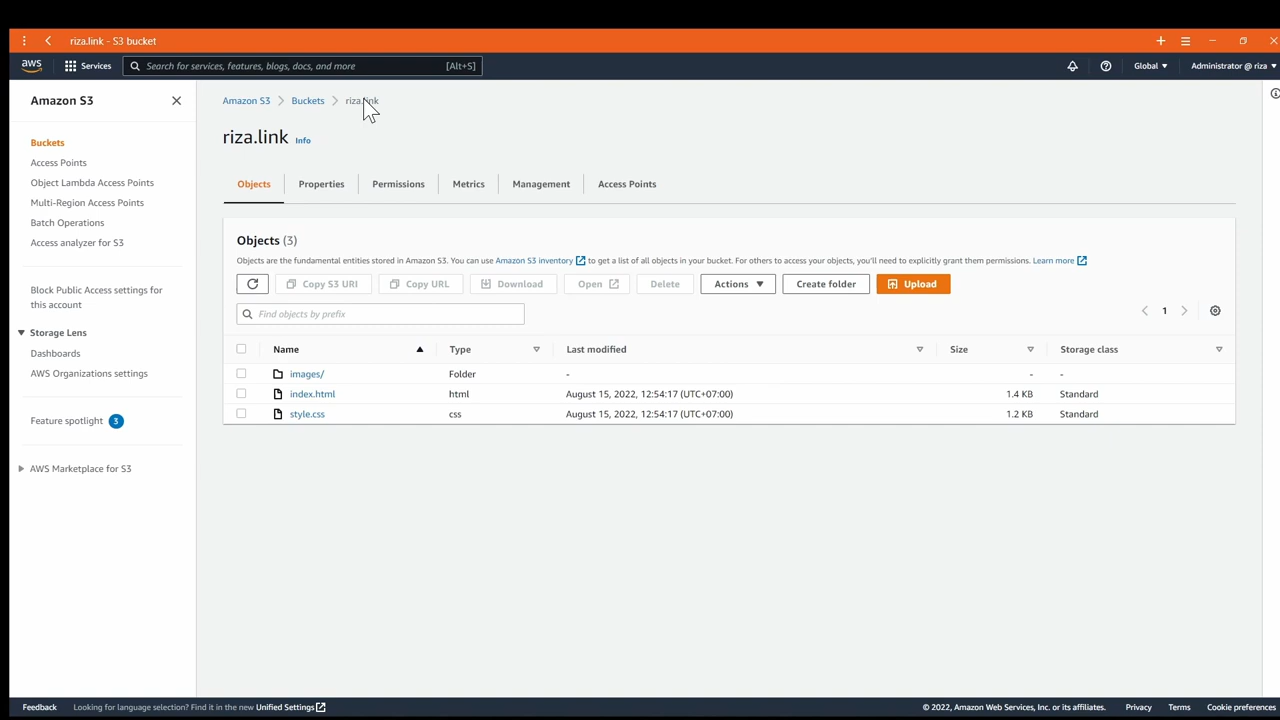 riza.link - S3 bucket
aws Services Search for services, features, blogs, docs, and more [Alt+S] Global Administrator @ riza
Amazon S3
Buckets
Access Points
Object Lambda Access Points
Multi-Region Access Points
Batch Operations
Access analyzer for S3
Block Public Access settings for
this account
Storage Lens
Dashboards
AWS Organizations settings
Feature spotlight 3
AWS Marketplace for S3
Amazon S3 Buckets riza.link
riza.link Info
Objects Properties Permissions Metrics Management Access Points
Objects (3)
Objects are the fundamental entities stored in Amazon S3. You can use Amazon S3 inventory to get a list of all objects in your bucket. For others to access your objects, you'll need to explicitly grant them permissions. Learn more
Copy S3 URI Copy URL Download Open Delete Actions Create folder Upload
Find objects by prefix 1
Name Type Last modified Size Storage class
images/ Folder - - -
index.html html August 15, 2022, 12:54:17 (UTC+07:00) 1.4 KB Standard
style.css css August 15, 2022, 12:54:17 (UTC+07:00) 1.2 KB Standard
Feedback Looking for language selection? Find it in the new Unified Settings © 2022, Amazon Web Services, Inc. or its affiliates. Privacy Terms Cookie preferences